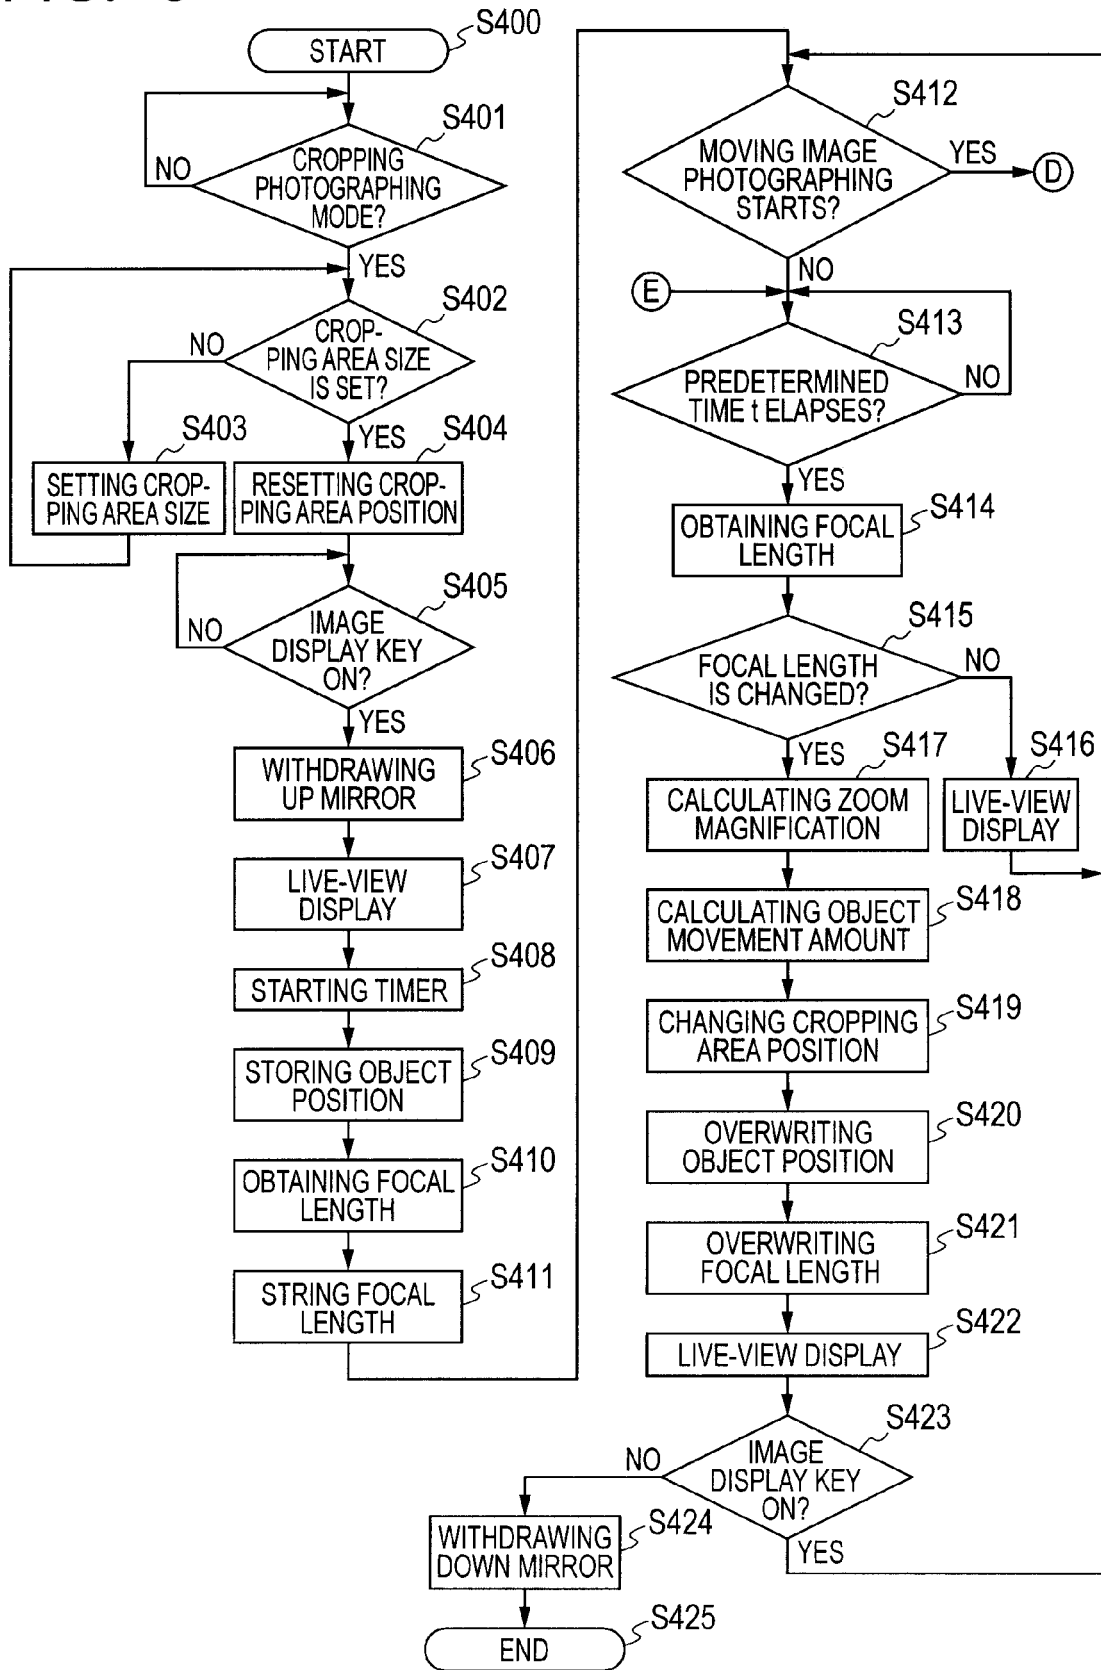 START
S400
S401
CROPPING
PHOTOGRAPHING
MODE?
NO
YES
S402
CROP-
PING AREA SIZE
IS SET?
NO
YES
S403
SETTING CROP-
PING AREA SIZE
S404
RESETTING CROP-
PING AREA POSITION
S405
IMAGE
DISPLAY KEY
ON?
NO
YES
S406
WITHDRAWING
UP MIRROR
S407
LIVE-VIEW
DISPLAY
S408
STARTING TIMER
S409
STORING OBJECT
POSITION
S410
OBTAINING FOCAL
LENGTH
S411
STRING FOCAL
LENGTH
S412
MOVING IMAGE
PHOTOGRAPHING
STARTS?
YES
D
NO
E
S413
PREDETERMINED
TIME t ELAPSES?
NO
YES
S414
OBTAINING FOCAL
LENGTH
S415
FOCAL LENGTH
IS CHANGED?
NO
YES
S416
LIVE-VIEW
DISPLAY
S417
CALCULATING ZOOM
MAGNIFICATION
S418
CALCULATING OBJECT
MOVEMENT AMOUNT
S419
CHANGING CROPPING
AREA POSITION
S420
OVERWRITING
OBJECT POSITION
S421
OVERWRITING
FOCAL LENGTH
S422
LIVE-VIEW DISPLAY
S423
IMAGE
DISPLAY KEY
ON?
NO
YES
S424
WITHDRAWING
DOWN MIRROR
S425
END